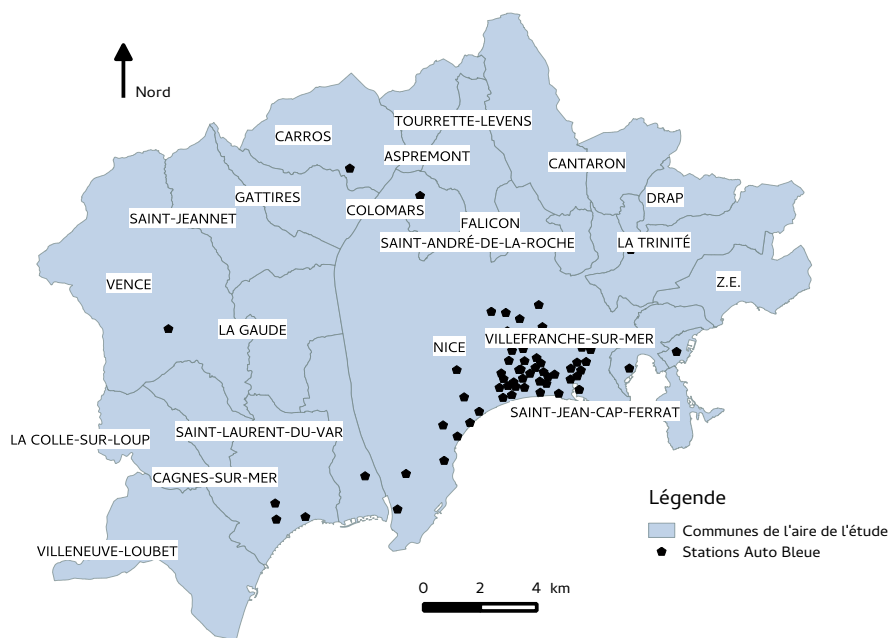 Nord
TOURRETTE-LEVENS
CARROS
ASPREMONT
CANTARON
GATTIRES
DRAP
SAINT-JEANNET
COLOMARS
FALICON
SAINT-ANDRÉ-DE-LA-ROCHE
LA TRINITÉ
VENCE
Z.E.
LA GAUDE
NICE
VILLEFRANCHE-SUR-MER
SAINT-JEAN-CAP-FERRAT
LA COLLE-SUR-LOUP
SAINT-LAURENT-DU-VAR
CAGNES-SUR-MER
VILLENEUVE-LOUBET
Légende
Communes de l'aire de l'étude
Stations Auto Bleue
0 2 4 km